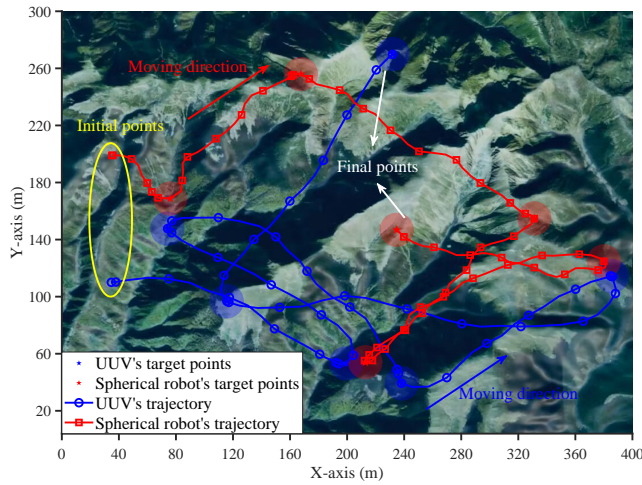 300
260
220
180
140
100
60
20
Y-axis (m)
Moving direction
Initial points
Final points
UUV's target points
Spherical robot's target points
UUV's trajectory
Spherical robot's trajectory
Moving direction
0 40 80 120 160 200 240 280 320 360 400
X-axis (m)